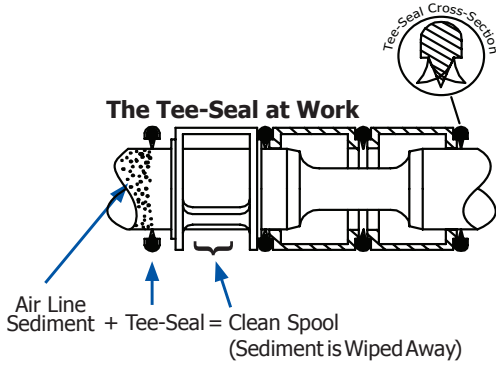 Tee-Seal Cross-Section
The Tee-Seal at Work
Air Line
Sediment + Tee-Seal = Clean Spool
(Sediment is Wiped Away)